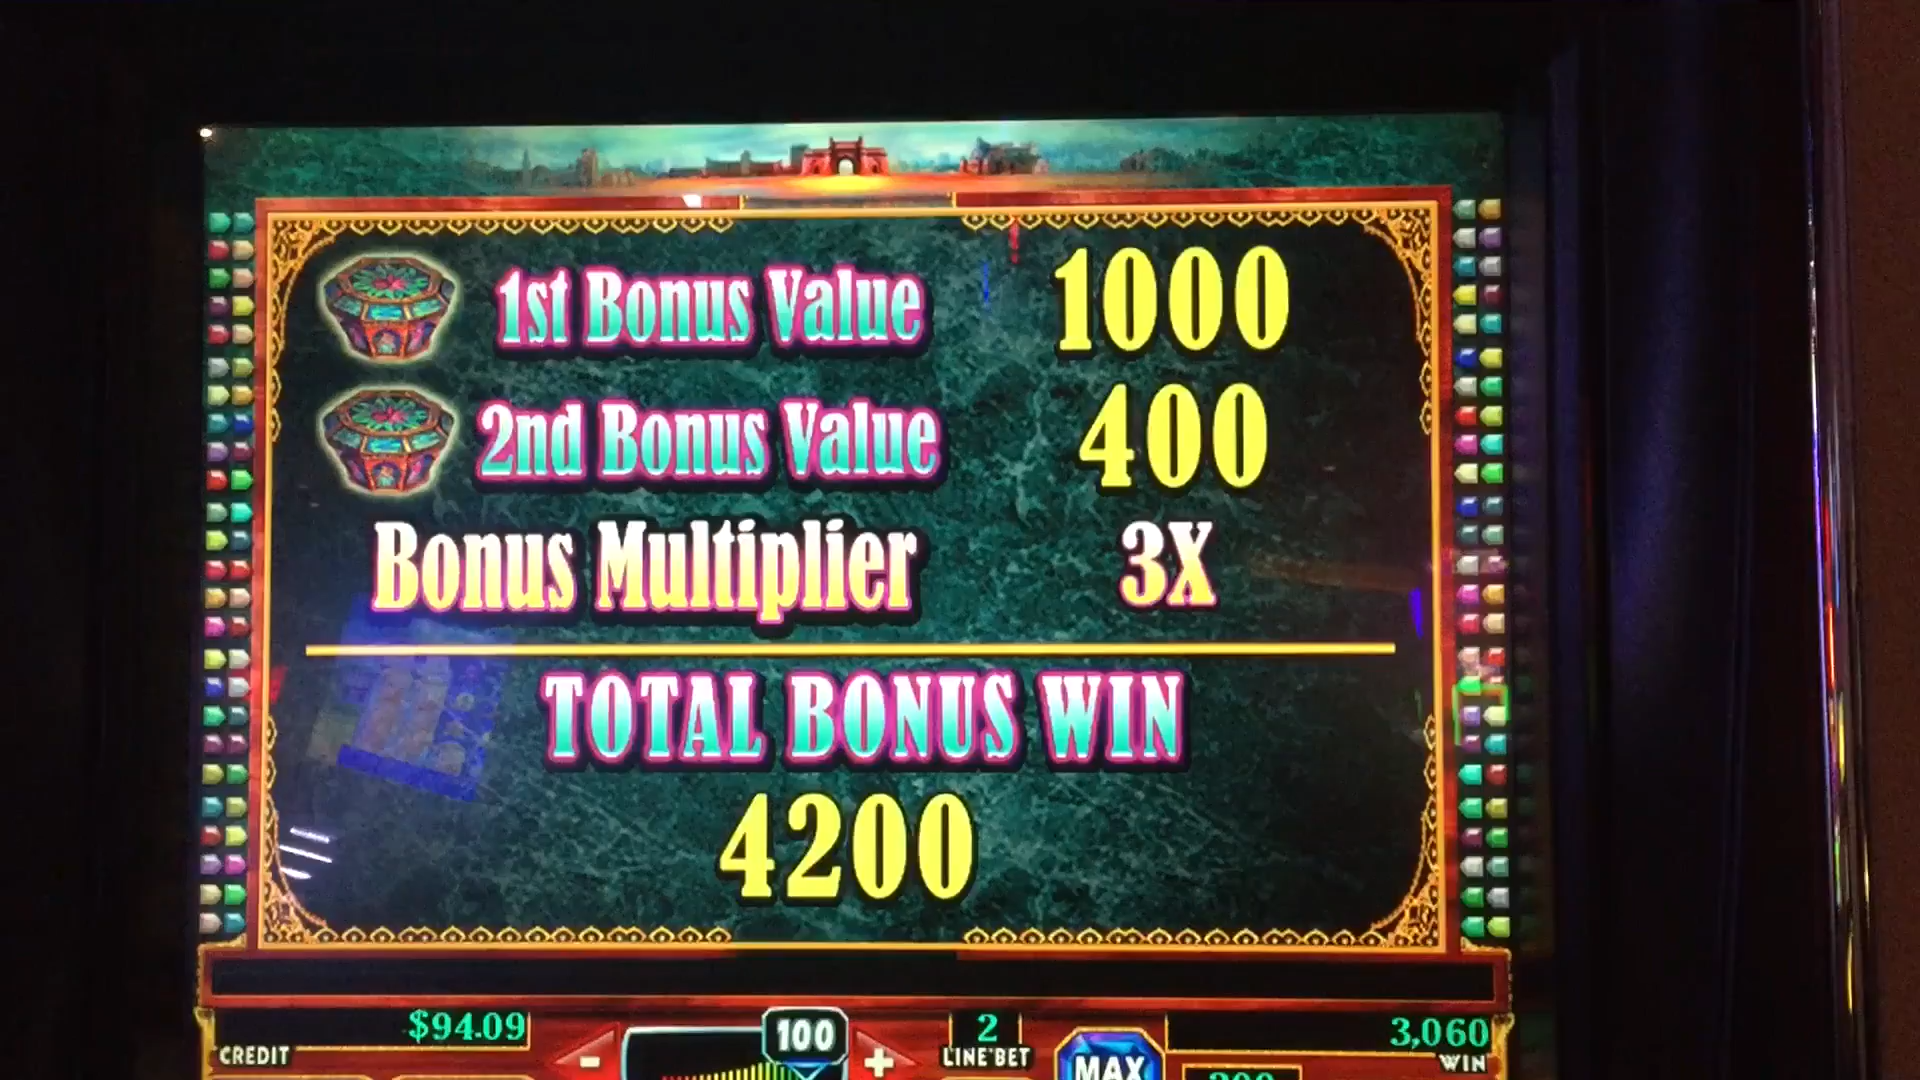 1st Bonus Value 1000
2nd Bonus Value 400
Bonus Multiplier 3X
TOTAL BONUS WIN
4200
$94.09 100 2 3,060
CREDIT - + LINE BET MAX WIN